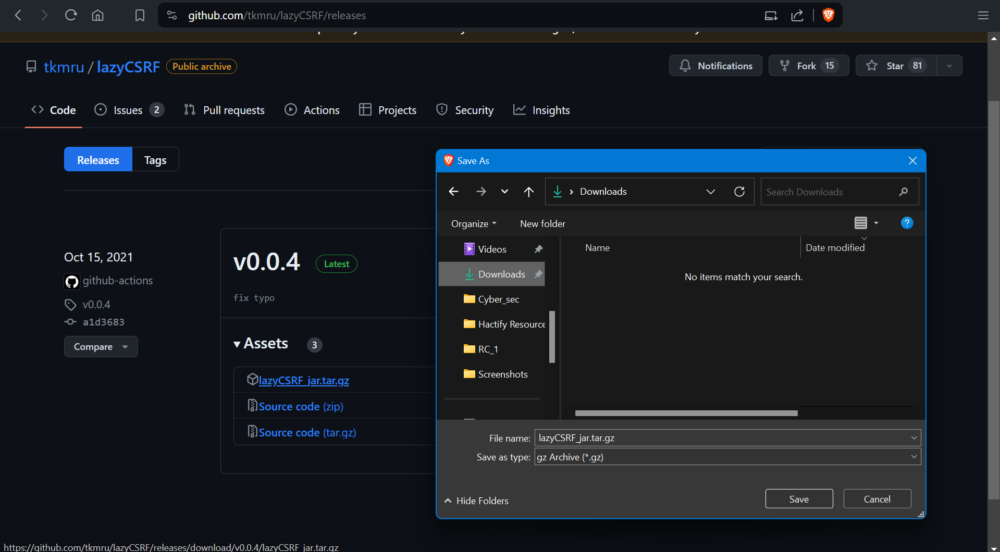 github.com/tkmru/lazyCSRF/releases
tkmru / lazyCSRF Public archive
Notifications
Fork 15
Star 81
Code
Issues 2
Pull requests
Actions
Projects
Security
Insights
Releases
Tags
Oct 15, 2021
github-actions
v0.0.4
a1d3683
Compare
v0.0.4 Latest
fix typo
Assets 3
lazyCSRF_jar.tar.gz
Source code (zip)
Source code (tar.gz)
Save As
Downloads
Search Downloads
Organize
New folder
?
Videos
Downloads
Cyber_sec
Hactify Resource
RC_1
Screenshots
Name
Date modified
No items match your search.
File name: lazyCSRF_jar.tar.gz
Save as type: gz Archive (*.gz)
Hide Folders
Save
Cancel
https://github.com/tkmru/lazyCSRF/releases/download/v0.0.4/lazyCSRF_jar.tar.gz